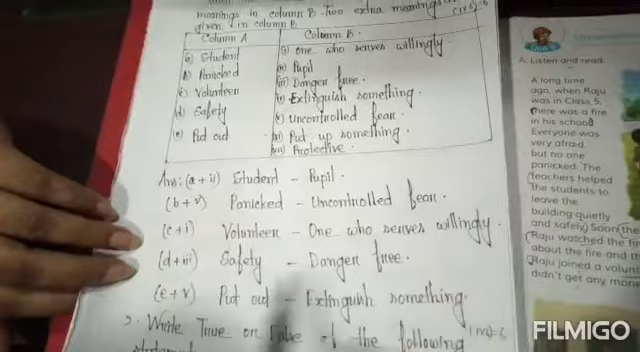 meanings in column B. Two extra meanings
given in column B.
Column A Column B.
(a) Student (i) One who serves willingly.
(b) Panicked (ii) Pupil
(c) Volunteer (iii) Danger free.
(d) Safety (iv) Extinguish something.
(e) Put out (v) Uncontrolled fear.
(vi) Put up something.
(vii) Protective.
Ans: (a + ii) Student - Pupil.
(b + v) Panicked - Uncontrolled fear.
(c + i) Volunteer - One who serves willingly.
(d + iii) Safety - Danger free.
(e + v) Put out - Extinguish something.
2. Write True or False of the following
A. Listen and read.
A long time
ago, when Raju
was in Class 5,
there was a fire
in his school
Everyone was
very afraid,
but no one
panicked. The
teachers helped
the students to
leave the
building quietly
and safely) Soon (the
Raju watched the fi
about the fire and th
Raju joined a volun
didn't get any more
FILMIGO